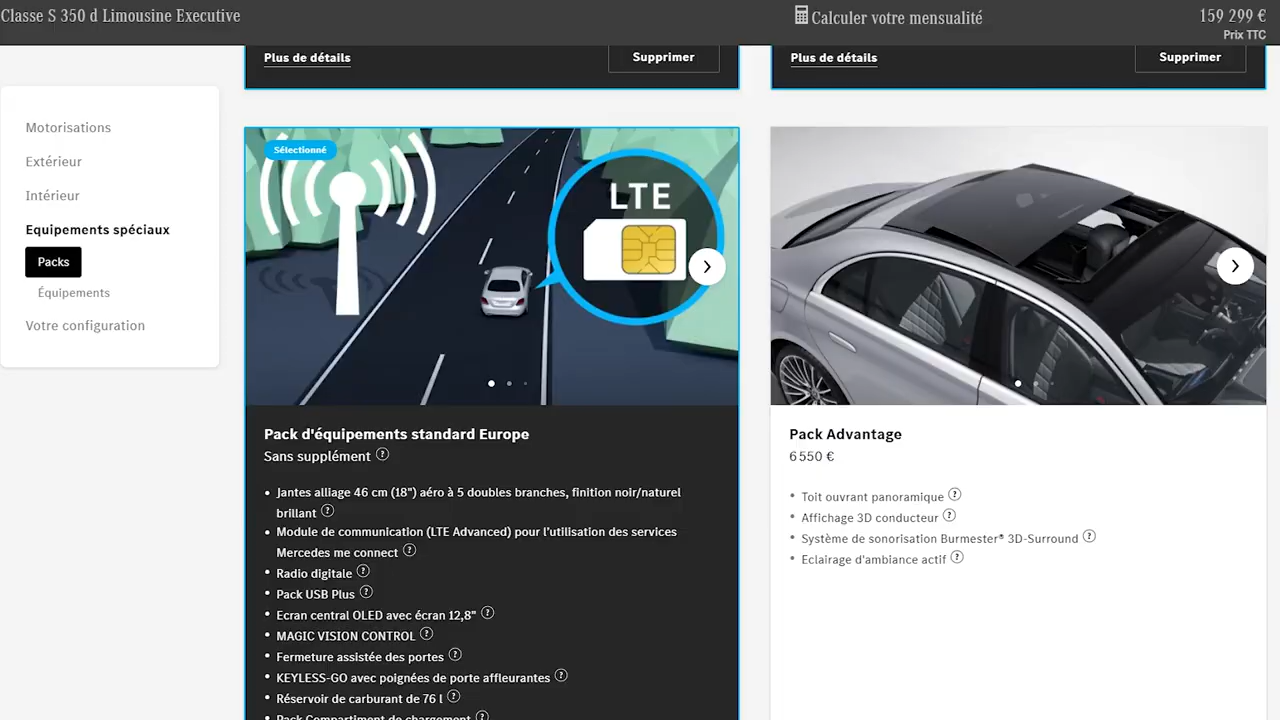 Classe S 350 d Limousine Executive
Calculer votre mensualité
159 299 €
Prix TTC
Plus de détails
Supprimer
Plus de détails
Supprimer
Motorisations
Extérieur
Intérieur
Equipements spéciaux
Packs
Équipements
Votre configuration
Sélectionné
LTE
Pack d'équipements standard Europe
Sans supplément ?
• Jantes alliage 46 cm (18") aéro à 5 doubles branches, finition noir/naturel
brillant ?
• Module de communication (LTE Advanced) pour l'utilisation des services
Mercedes me connect ?
• Radio digitale ?
• Pack USB Plus ?
• Ecran central OLED avec écran 12,8" ?
• MAGIC VISION CONTROL ?
• Fermeture assistée des portes ?
• KEYLESS-GO avec poignées de porte affleurantes ?
• Réservoir de carburant de 76 l ?
• Pack Compartiment de chargement ?
Pack Advantage
6 550 €
• Toit ouvrant panoramique ?
• Affichage 3D conducteur ?
• Système de sonorisation Burmester® 3D-Surround ?
• Eclairage d'ambiance actif ?